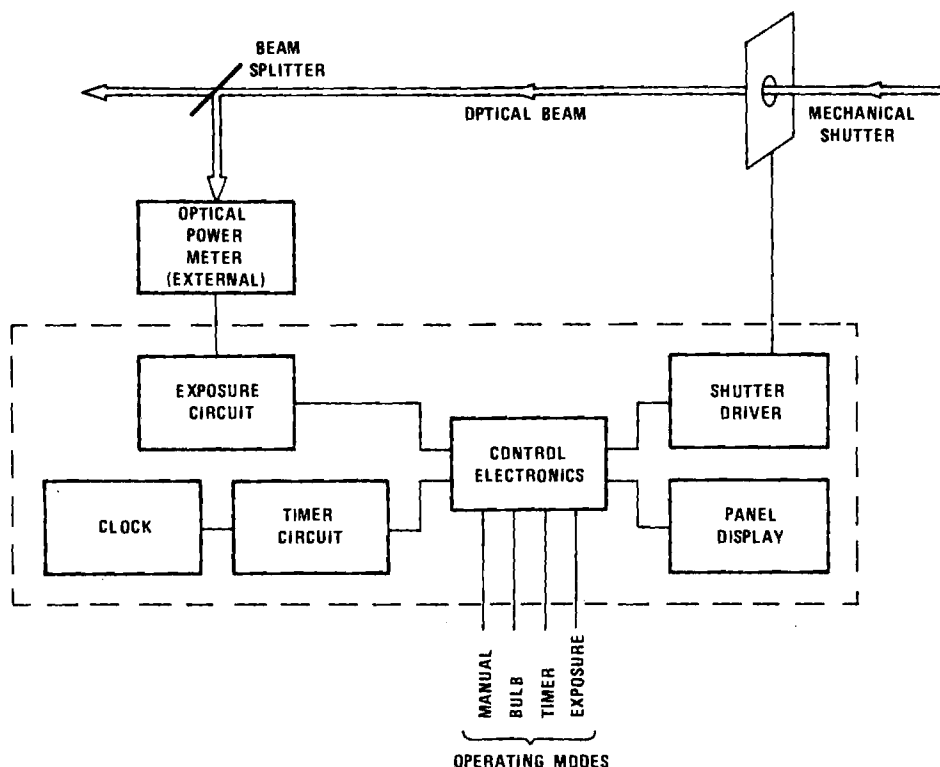 BEAM
SPLITTER
OPTICAL BEAM
MECHANICAL
SHUTTER
OPTICAL
POWER
METER
(EXTERNAL)
EXPOSURE
CIRCUIT
SHUTTER
DRIVER
CONTROL
ELECTRONICS
CLOCK
TIMER
CIRCUIT
PANEL
DISPLAY
MANUAL
BULB
TIMER
EXPOSURE
OPERATING MODES